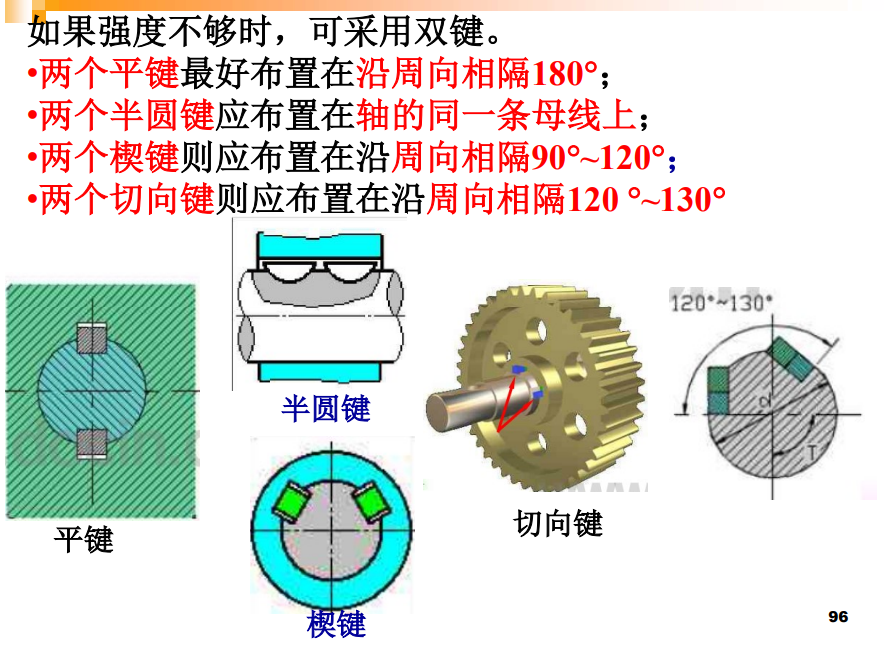 如果强度不够时，可采用双键。
•两个平键最好布置在沿周向相隔180°；
•两个半圆键应布置在轴的同一条母线上；
•两个楔键则应布置在沿周向相隔90°~120°；
•两个切向键则应布置在沿周向相隔120 °~130°
120°~130°
d
T
半圆键
切向键
平键
楔键
96